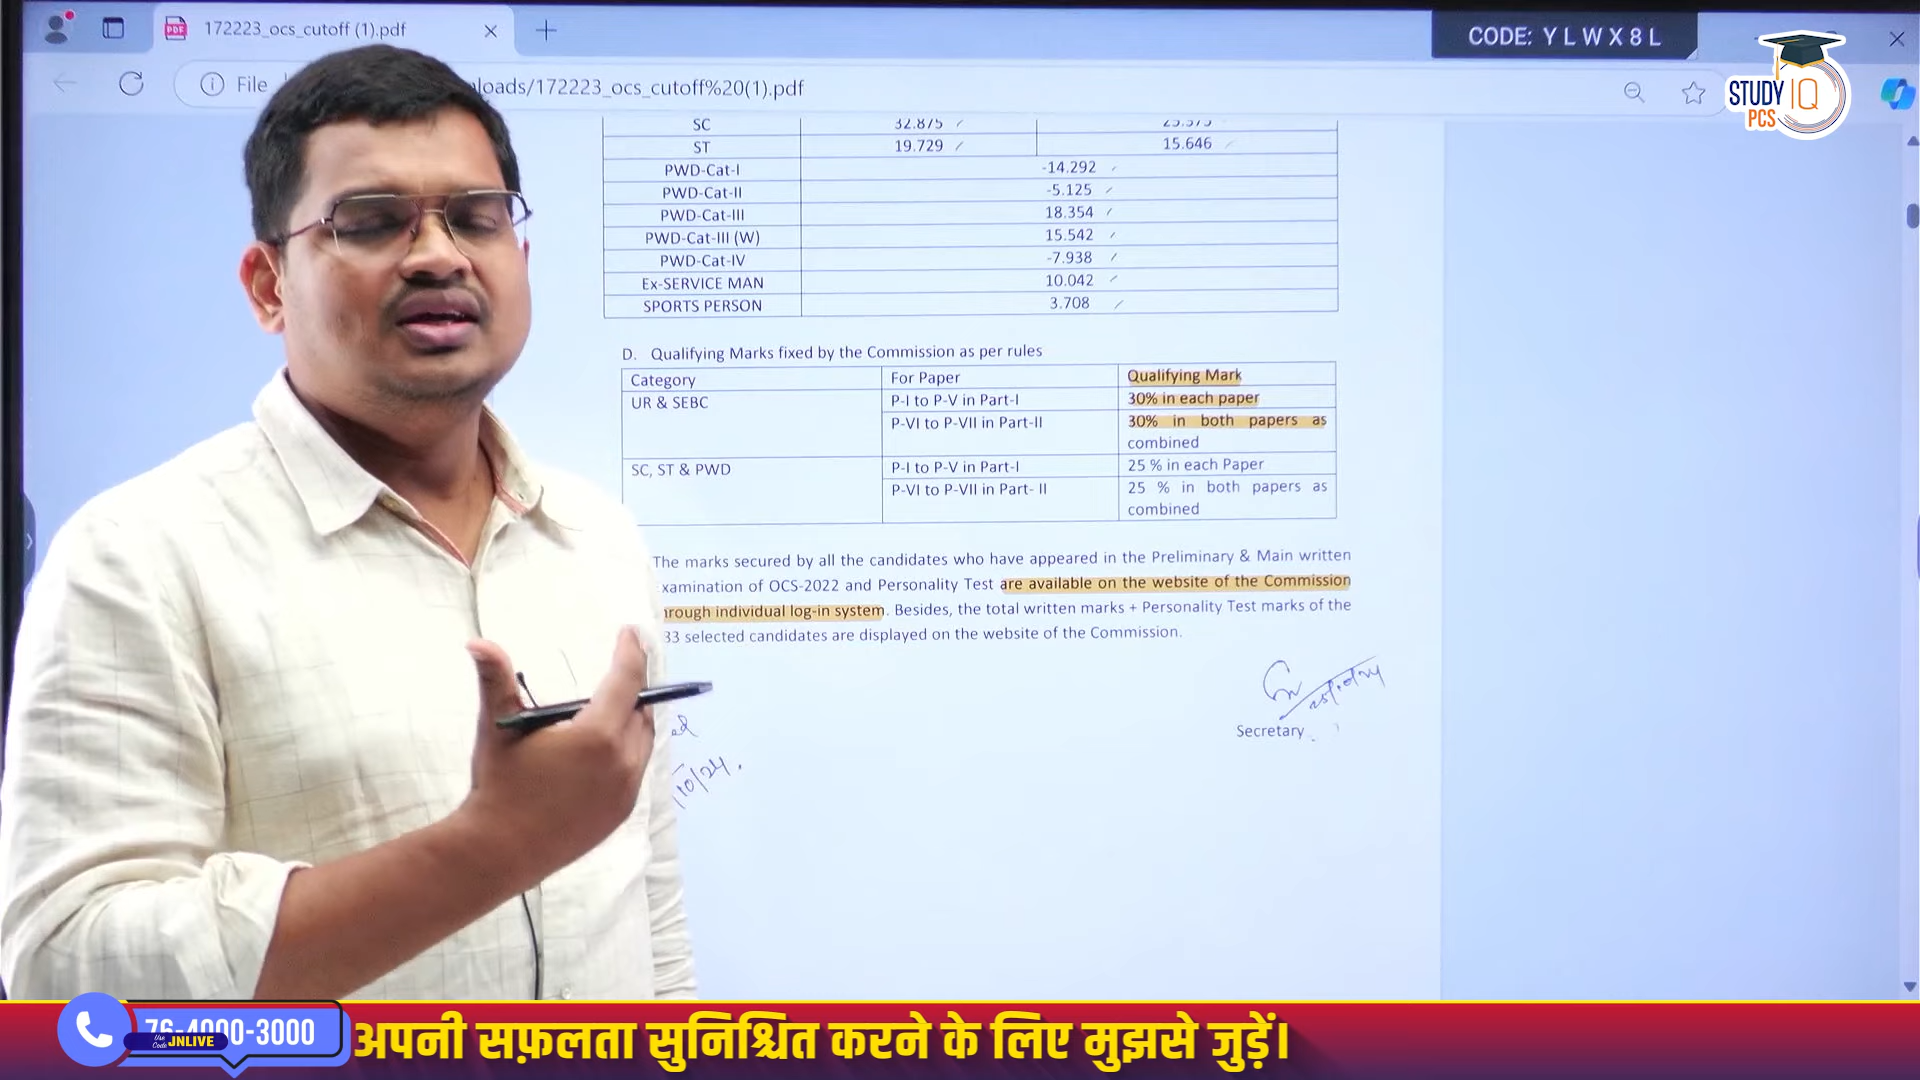 172223_ocs_cutoff (1).pdf
CODE: Y L W X 8 L
File
loads/172223_ocs_cutoff%20(1).pdf
STUDY IQ
PCS
SC 32.875
ST 19.729 15.646
PWD-Cat-I -14.292
PWD-Cat-II -5.125
PWD-Cat-III 18.354
PWD-Cat-III (W) 15.542
PWD-Cat-IV -7.938
Ex-SERVICE MAN 10.042
SPORTS PERSON 3.708
D. Qualifying Marks fixed by the Commission as per rules
Category For Paper Qualifying Mark
UR & SEBC P-I to P-V in Part-I 30% in each paper
P-VI to P-VII in Part-II 30% in both papers as
combined
SC, ST & PWD P-I to P-V in Part-I 25 % in each Paper
P-VI to P-VII in Part- II 25 % in both papers as
combined
The marks secured by all the candidates who have appeared in the Preliminary & Main written
xamination of OCS-2022 and Personality Test are available on the website of the Commission
hrough individual log-in system. Besides, the total written marks + Personality Test marks of the
33 selected candidates are displayed on the website of the Commission.
Secretary
10/24.
76-4000-3000
Use Code JNLIVE
अपनी सफ़लता सुनिश्चित करने के लिए मुझसे जुड़ें।